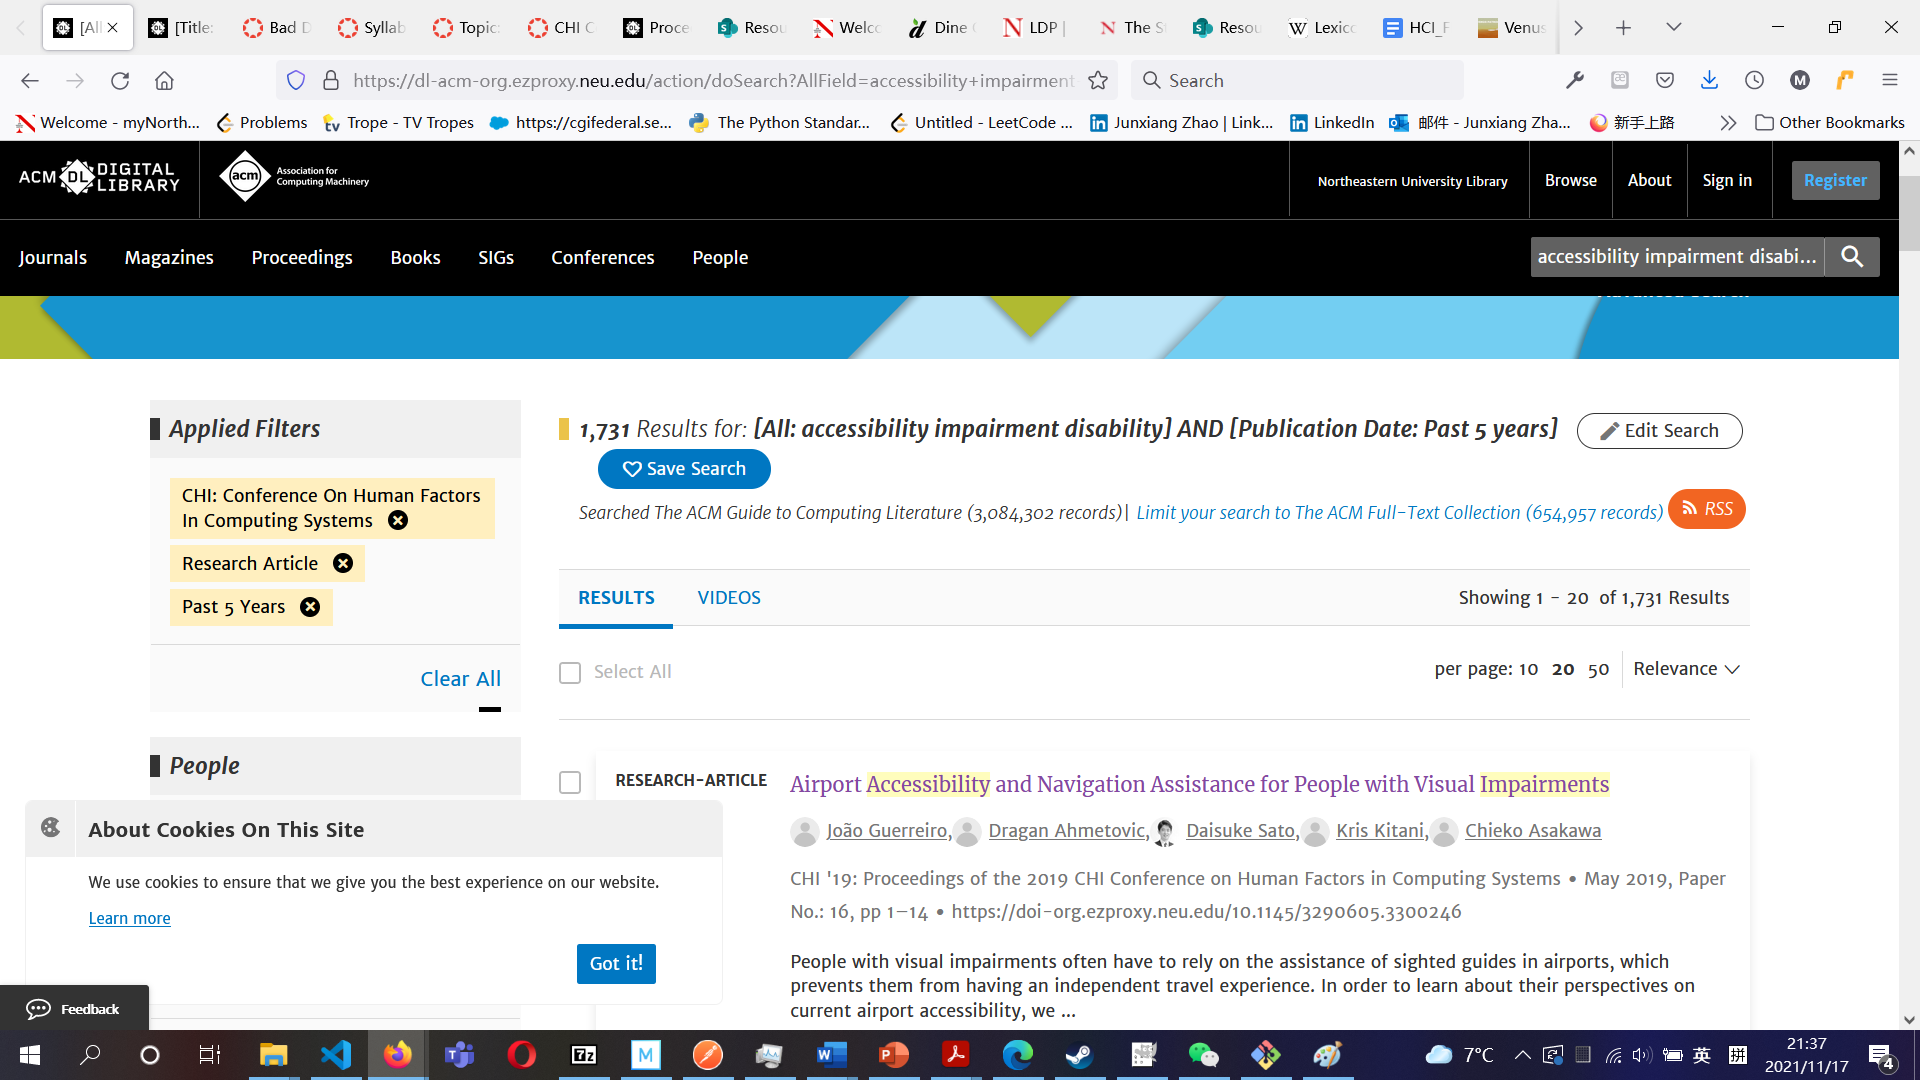 [All
[Title:
Bad D
Syllab
Topic:
CHI C
Proce
Resou
Welco
Dine
LDP |
The S
Resou
Lexico
HCI_F
Venus
https://dl-acm-org.ezproxy.neu.edu/action/doSearch?AllField=accessibility+impairment
Search
Welcome - myNorth...
Problems
Trope - TV Tropes
https://cgifederal.se...
The Python Standar...
Untitled - LeetCode ...
Junxiang Zhao | Link...
LinkedIn
邮件 - Junxiang Zha...
新手上路
Other Bookmarks
ACM DL DIGITAL LIBRARY
acm Association for Computing Machinery
Northeastern University Library
Browse
About
Sign in
Register
Journals
Magazines
Proceedings
Books
SIGs
Conferences
People
accessibility impairment disabi...
Applied Filters
CHI: Conference On Human Factors
In Computing Systems
Research Article
Past 5 Years
Clear All
People
1,731 Results for: [All: accessibility impairment disability] AND [Publication Date: Past 5 years]
Edit Search
Save Search
Searched The ACM Guide to Computing Literature (3,084,302 records)| Limit your search to The ACM Full-Text Collection (654,957 records)
RSS
RESULTS
VIDEOS
Showing 1 - 20 of 1,731 Results
Select All
per page: 10 20 50
Relevance
RESEARCH-ARTICLE
Airport Accessibility and Navigation Assistance for People with Visual Impairments
João Guerreiro, Dragan Ahmetovic, Daisuke Sato, Kris Kitani, Chieko Asakawa
CHI '19: Proceedings of the 2019 CHI Conference on Human Factors in Computing Systems • May 2019, Paper
No.: 16, pp 1–14 • https://doi-org.ezproxy.neu.edu/10.1145/3290605.3300246
People with visual impairments often have to rely on the assistance of sighted guides in airports, which
prevents them from having an independent travel experience. In order to learn about their perspectives on
current airport accessibility, we ...
About Cookies On This Site
We use cookies to ensure that we give you the best experience on our website.
Learn more
Got it!
Feedback
7°C
英
拼
21:37
2021/11/17
4